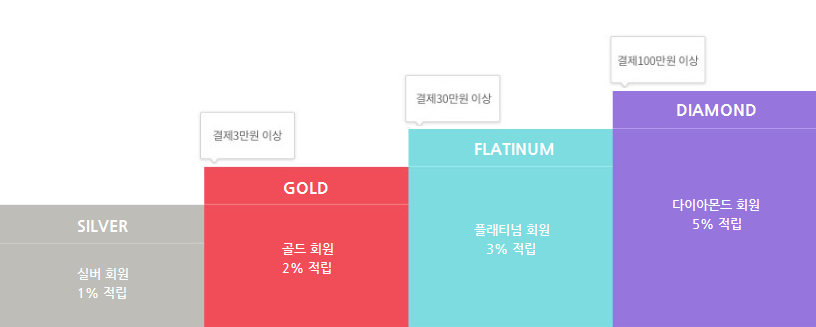 결제100만원 이상
결제30만원 이상
결제3만원 이상
DIAMOND
FLATINUM
GOLD
SILVER
다이아몬드 회원
5% 적립
플래티넘 회원
3% 적립
골드 회원
2% 적립
실버 회원
1% 적립